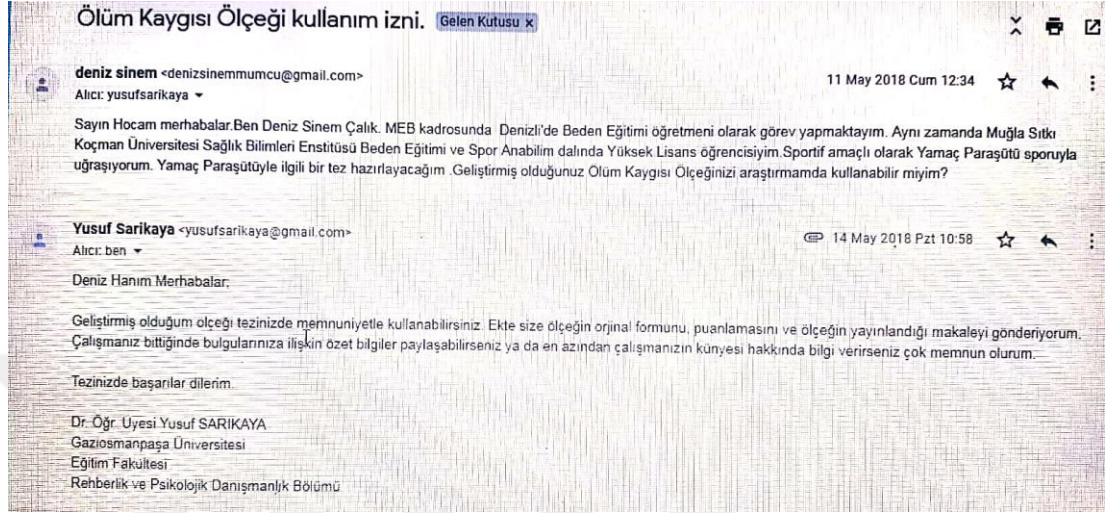 Ölüm Kaygısı Ölçeği kullanım izni. Gelen Kutusu x
deniz sinem <denizsinemmumcu@gmail.com>
11 May 2018 Cum 12:34
Alıcı: yusufsarikaya
Sayın Hocam merhabalar.Ben Deniz Sinem Çalık. MEB kadrosunda Denizli'de Beden Eğitimi öğretmeni olarak görev yapmaktayım. Aynı zamanda Muğla Sıtkı
Koçman Üniversitesi Sağlık Bilimleri Enstitüsü Beden Eğitimi ve Spor Anabilim dalında Yüksek Lisans öğrencisiyim.Sportif amaçlı olarak Yamaç Paraşütü sporuyla
uğraşıyorum. Yamaç Paraşütüyle ilgili bir tez hazırlayacağım .Geliştirmiş olduğunuz Ölüm Kaygısı Ölçeğinizi araştırmamda kullanabilir miyim?
Yusuf Sarikaya <yusufsarikaya@gmail.com>
14 May 2018 Pzt 10:58
Alıcı: ben
Deniz Hanım Merhabalar;
Geliştirmiş olduğum ölçeği tezinizde memnuniyetle kullanabilirsiniz. Ekte size ölçeğin orjinal formunu, puanlamasını ve ölçeğin yayınlandığı makaleyi gönderiyorum.
Çalışmanız bittiğinde bulgularınıza ilişkin özet bilgiler paylaşabilirseniz ya da en azından çalışmanızın künyesi hakkında bilgi verirseniz çok memnun olurum.
Tezinizde başarılar dilerim.
Dr. Öğr. Üyesi Yusuf SARIKAYA
Gaziosmanpaşa Üniversitesi
Eğitim Fakültesi
Rehberlik ve Psikolojik Danışmanlık Bölümü